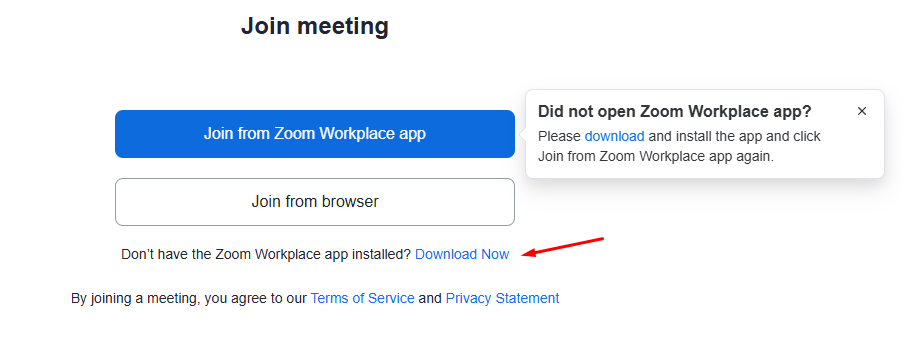 Join meeting
Join from Zoom Workplace app
Did not open Zoom Workplace app?
Please download and install the app and click
Join from Zoom Workplace app again.
Join from browser
Don't have the Zoom Workplace app installed? Download Now
By joining a meeting, you agree to our Terms of Service and Privacy Statement